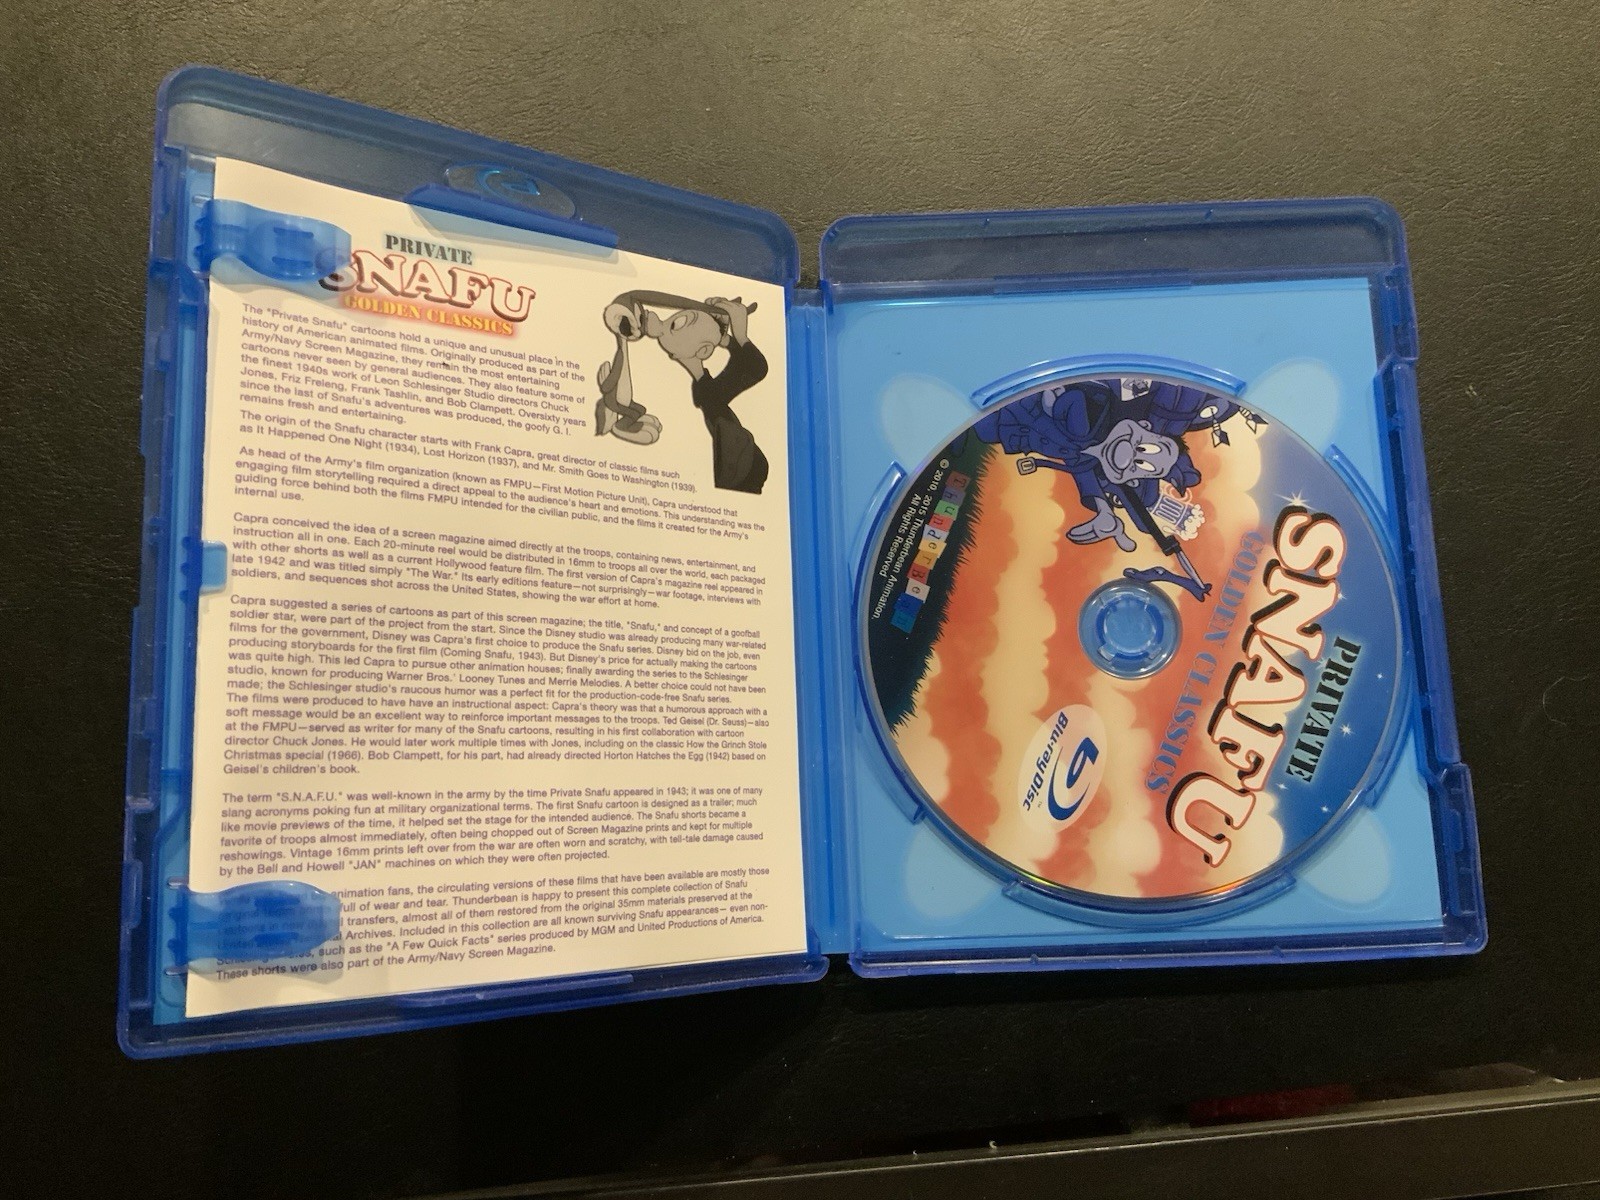 PRIVATE
SNAFU
GOLDEN CLASSICS
The "Private Snafu" cartoons hold a unique and unusual place in the
history of American animated films. Originally produced as part of the
Army/Navy Screen Magazine, they remain the most entertaining
cartoons never seen by general audiences. They also feature some of
the finest 1940s work of Leon Schlesinger Studio directors Chuck
Jones, Friz Freleng, Frank Tashlin, and Bob Clampett. Oversixty years
since the last of Snafu's adventures was produced, the goofy G. I.
remains fresh and entertaining.
The origin of the Snafu character starts with Frank Capra, great director of classic films such
as It Happened One Night (1934), Lost Horizon (1937), and Mr. Smith Goes to Washington (1939).
As head of the Army's film organization (known as FMPU—First Motion Picture Unit), Capra understood that
engaging film storytelling required a direct appeal to the audience's heart and emotions. This understanding was the
guiding force behind both the films FMPU intended for the civilian public, and the films it created for the Army's
internal use.
Capra conceived the idea of a screen magazine aimed directly at the troops, containing news, entertainment, and
instruction all in one. Each 20-minute reel would be distributed in 16mm to troops all over the world, each packaged
with other shorts as well as a current Hollywood feature film. The first version of Capra's magazine reel appeared in
late 1942 and was titled simply "The War." Its early editions feature—not surprisingly—war footage, interviews with
soldiers, and sequences shot across the United States, showing the war effort at home.
Capra suggested a series of cartoons as part of this screen magazine; the title, "Snafu," and concept of a goofball
soldier star, were part of the project from the start. Since the Disney studio was already producing many war-related
films for the government, Disney was Capra's first choice to produce the Snafu series. Disney bid on the job, even
producing storyboards for the first film (Coming Snafu, 1943). But Disney's price for actually making the cartoons
was quite high. This led Capra to pursue other animation houses; finally awarding the series to the Schlesinger
studio, known for producing Warner Bros.' Looney Tunes and Merrie Melodies. A better choice could not have been
made; the Schlesinger studio's raucous humor was a perfect fit for the production-code-free Snafu series.
The films were produced to have have an instructional aspect: Capra's theory was that a humorous approach with a
soft message would be an excellent way to reinforce important messages to the troops. Ted Geisel (Dr. Seuss)—also
at the FMPU—served as writer for many of the Snafu cartoons, resulting in his first collaboration with cartoon
director Chuck Jones. He would later work multiple times with Jones, including on the classic How the Grinch Stole
Christmas special (1966). Bob Clampett, for his part, had already directed Horton Hatches the Egg (1942) based on
Geisel's children's book.
The term "S.N.A.F.U." was well-known in the army by the time Private Snafu appeared in 1943; it was one of many
slang acronyms poking fun at military organizational terms. The first Snafu cartoon is designed as a trailer; much
like movie previews of the time, it helped set the stage for the intended audience. The Snafu shorts became a
favorite of troops almost immediately, often being chopped out of Screen Magazine prints and kept for multiple
reshowings. Vintage 16mm prints left over from the war are often worn and scratchy, with tell-tale damage caused
by the Bell and Howell "JAN" machines on which they were often projected.
animation fans, the circulating versions of these films that have been available are mostly those
full of wear and tear. Thunderbean is happy to present this complete collection of Snafu
transfers, almost all of them restored from the original 35mm materials preserved at the
Archives. Included in this collection are all known surviving Snafu appearances— even non-
such as the "A Few Quick Facts" series produced by MGM and United Productions of America.
These shorts were also part of the Army/Navy Screen Magazine.
PRIVATE
SNAFU
GOLDEN CLASSICS
Blu-ray Disc
ThunderBean
© 2010, 2015 Thunderbean Animation.
All Rights Reserved